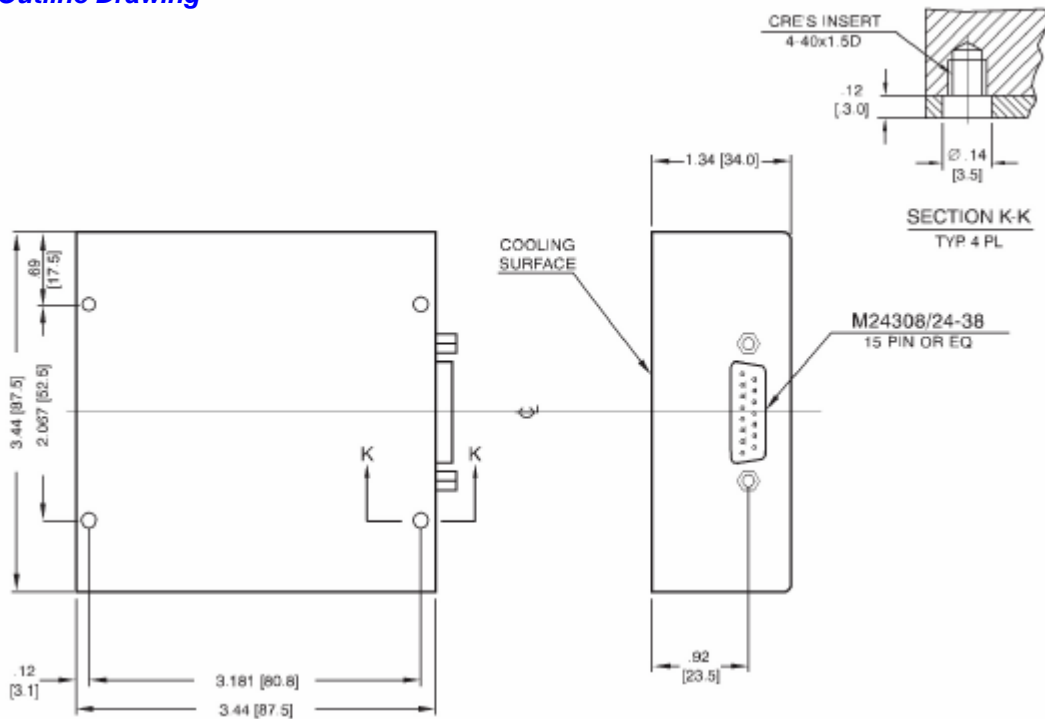 Outline Drawing
CRE'S INSERT
4-40x1.5D
.12
[.3.0]
Ø .14
[3.5]
SECTION K-K
TYP. 4 PL
1.34 [34.0]
COOLING
SURFACE
M24308/24-38
15 PIN OR EQ
.69
[17.5]
3.44 [87.5]
2.067 [52.5]
K
K
.12
[3.1]
3.181 [80.8]
3.44 [87.5]
.92
[23.5]